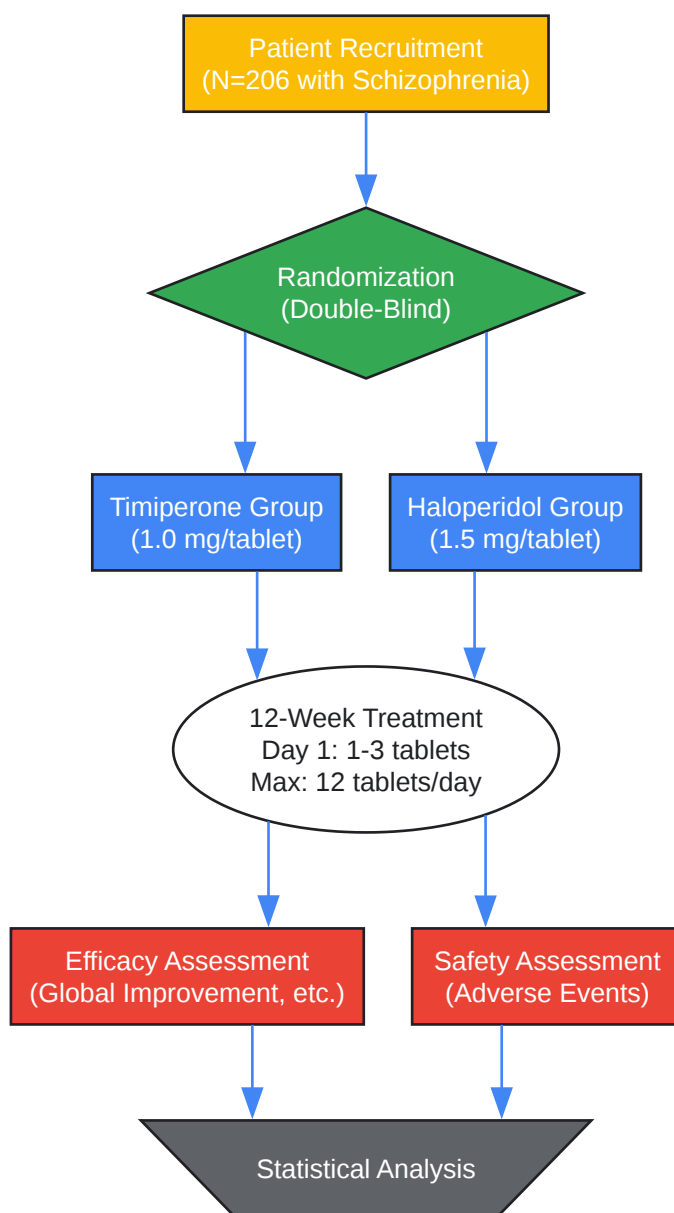 Patient Recruitment
(N=206 with Schizophrenia)
Randomization
(Double-Blind)
Timiperone Group
(1.0 mg/tablet)
Haloperidol Group
(1.5 mg/tablet)
12-Week Treatment
Day 1: 1-3 tablets
Max: 12 tablets/day
Efficacy Assessment
(Global Improvement, etc.)
Safety Assessment
(Adverse Events)
Statistical Analysis